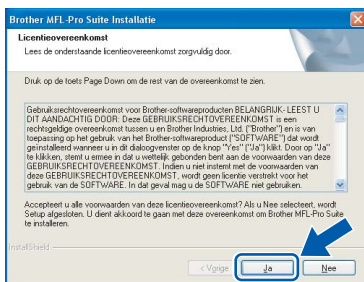 Brother MFL-Pro Suite Installatie
Licentieovereenkomst
Lees de onderstaande licentieovereenkomst zorgvuldig door.
Druk op de toets Page Down om de rest van de overeenkomst te zien.
Gebruiksrechtovereenkomst voor Brother-softwareproducten BELANGRIJK- LEEST U
DIT AANDACHTIG DOOR: Deze GEBRUIKSRECHTOVEREENKOMST is een
rechtsgeldige overeenkomst tussen u en Brother Industries, Ltd. ("Brother") en is van
toepassing op het gebruik van het Brother-product ("SOFTWARE") dat wordt
geïnstalleerd wanneer u in dit dialoogvenster op de knop "Yes" ("Ja") klikt. Door op "Ja"
te klikken, stemt u ermee in dat u wettelijk gebonden bent aan de voorwaarden van deze
GEBRUIKSRECHTOVEREENKOMST. Indien u niet instemt met de voorwaarden van
deze GEBRUIKSRECHTOVEREENKOMST, wordt geen licentie verstrekt voor het
gebruik van de SOFTWARE. In dat geval mag u de SOFTWARE niet gebruiken.
Accepteert u alle voorwaarden van deze licentieovereenkomst? Als u Nee selecteert, wordt
Setup afgesloten. U dient akkoord te gaan met deze overeenkomst om Brother MFL-Pro Suite
te installeren.
InstallShield
< Vorige
Ja
Nee